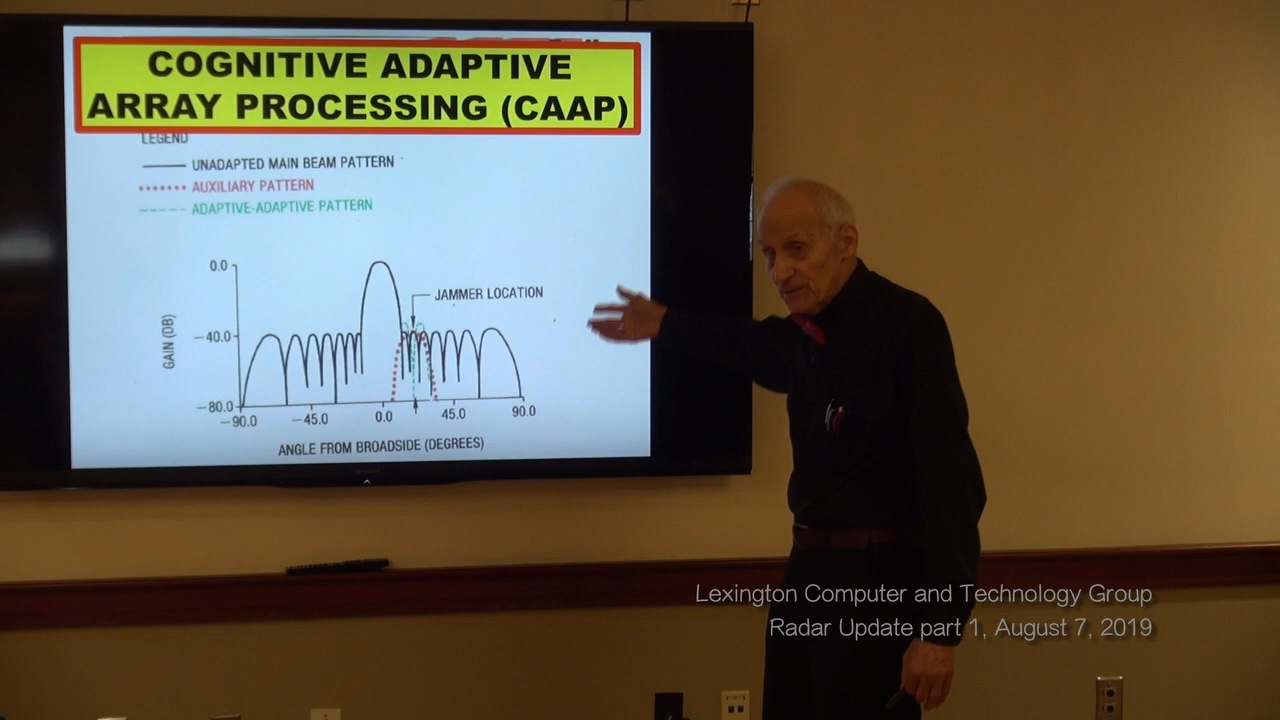 COGNITIVE ADAPTIVE
ARRAY PROCESSING (CAAP)
LEGEND
UNADAPTED MAIN BEAM PATTERN
AUXILIARY PATTERN
ADAPTIVE-ADAPTIVE PATTERN
0.0
JAMMER LOCATION
GAIN (DB)
-40.0
-80.0
-90.0 -45.0 0.0 45.0 90.0
ANGLE FROM BROADSIDE (DEGREES)
Lexington Computer and Technology Group
Radar Update part 1, August 7, 2019